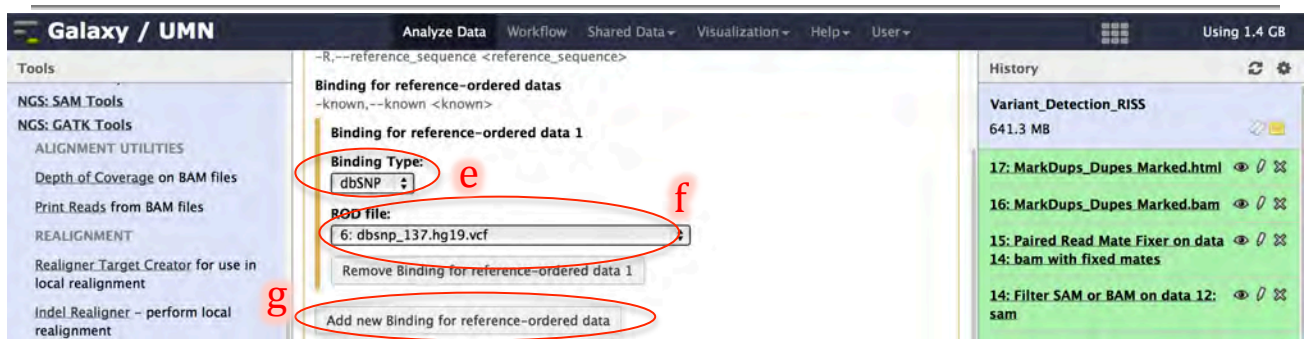 Galaxy / UMN
Analyze Data Workflow Shared Data Visualization Help User
Using 1.4 GB
Tools
NGS: SAM Tools
NGS: GATK Tools
ALIGNMENT UTILITIES
Depth of Coverage on BAM files
Print Reads from BAM files
REALIGNMENT
Realigner Target Creator for use in
local realignment
Indel Realigner - perform local
realignment
-R,--reference_sequence <reference_sequence>
Binding for reference-ordered datas
-known,--known <known>
Binding for reference-ordered data 1
Binding Type:
dbSNP
e
ROD file:
f
6: dbsnp_137.hg19.vcf
Remove Binding for reference-ordered data 1
g
Add new Binding for reference-ordered data
History
Variant_Detection_RISS
641.3 MB
17: MarkDups_Dupes Marked.html
16: MarkDups_Dupes Marked.bam
15: Paired Read Mate Fixer on data
14: bam with fixed mates
14: Filter SAM or BAM on data 12:
sam